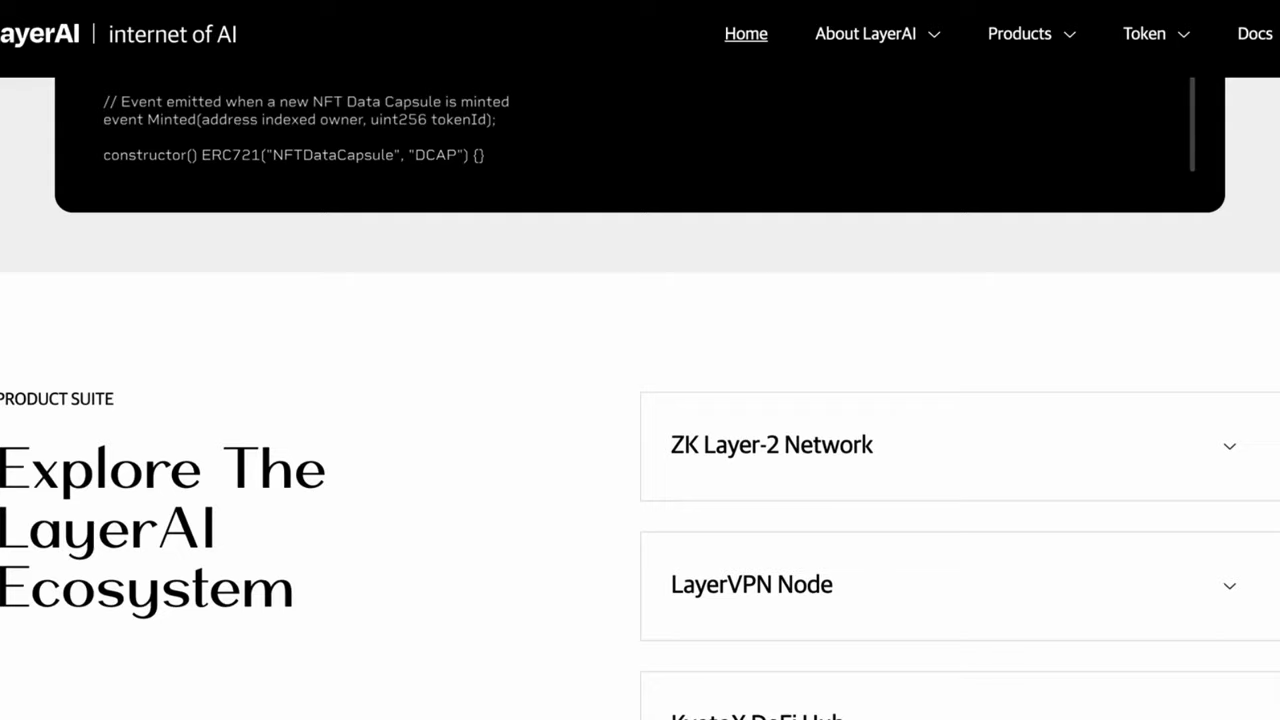 ayerAI | internet of AI
Home
About LayerAI
Products
Token
Docs
// Event emitted when a new NFT Data Capsule is minted
event Minted(address indexed owner, uint256 tokenId);
constructor() ERC721("NFTDataCapsule", "DCAP") {}
PRODUCT SUITE
Explore The
LayerAI
Ecosystem
ZK Layer-2 Network
LayerVPN Node